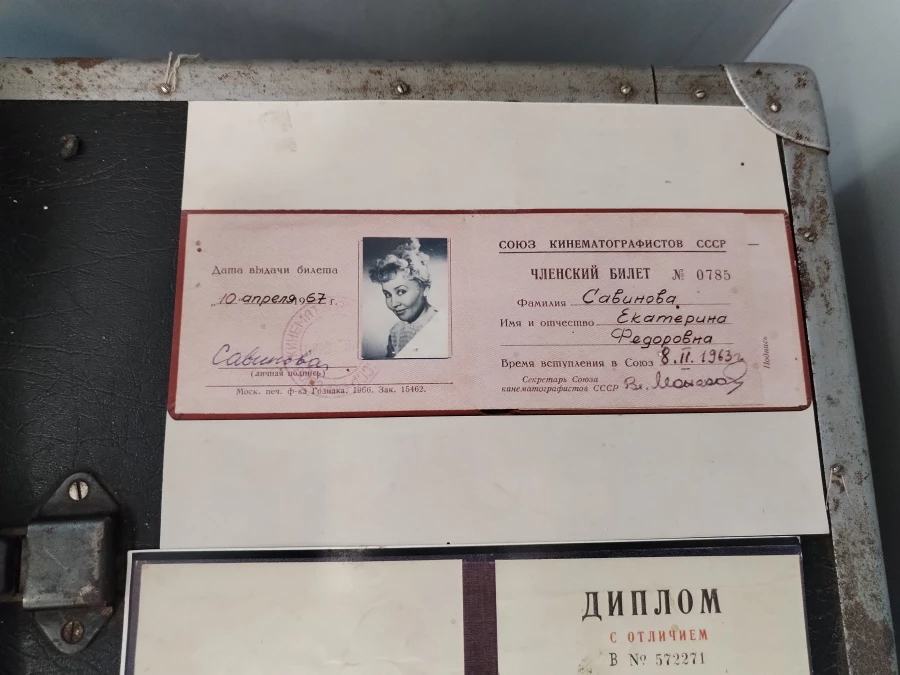 Дата выдачи билета
„10 апреля 1967 г.
Савинова
(личная подпись)
Моск. печ. ф-ка Гознака. 1966. Зак. 15462.
СОЮЗ КИНЕМАТОГРАФИСТОВ СССР
ЧЛЕНСКИЙ БИЛЕТ № 0785
Фамилия Савинова
Имя и отчество Екатерина
Федоровна
Время вступления в Союз 8.II.1963г
Секретарь Союза
кинематографистов СССР
Подпись
ДИПЛОМ
С ОТЛИЧИЕМ
В № 572271